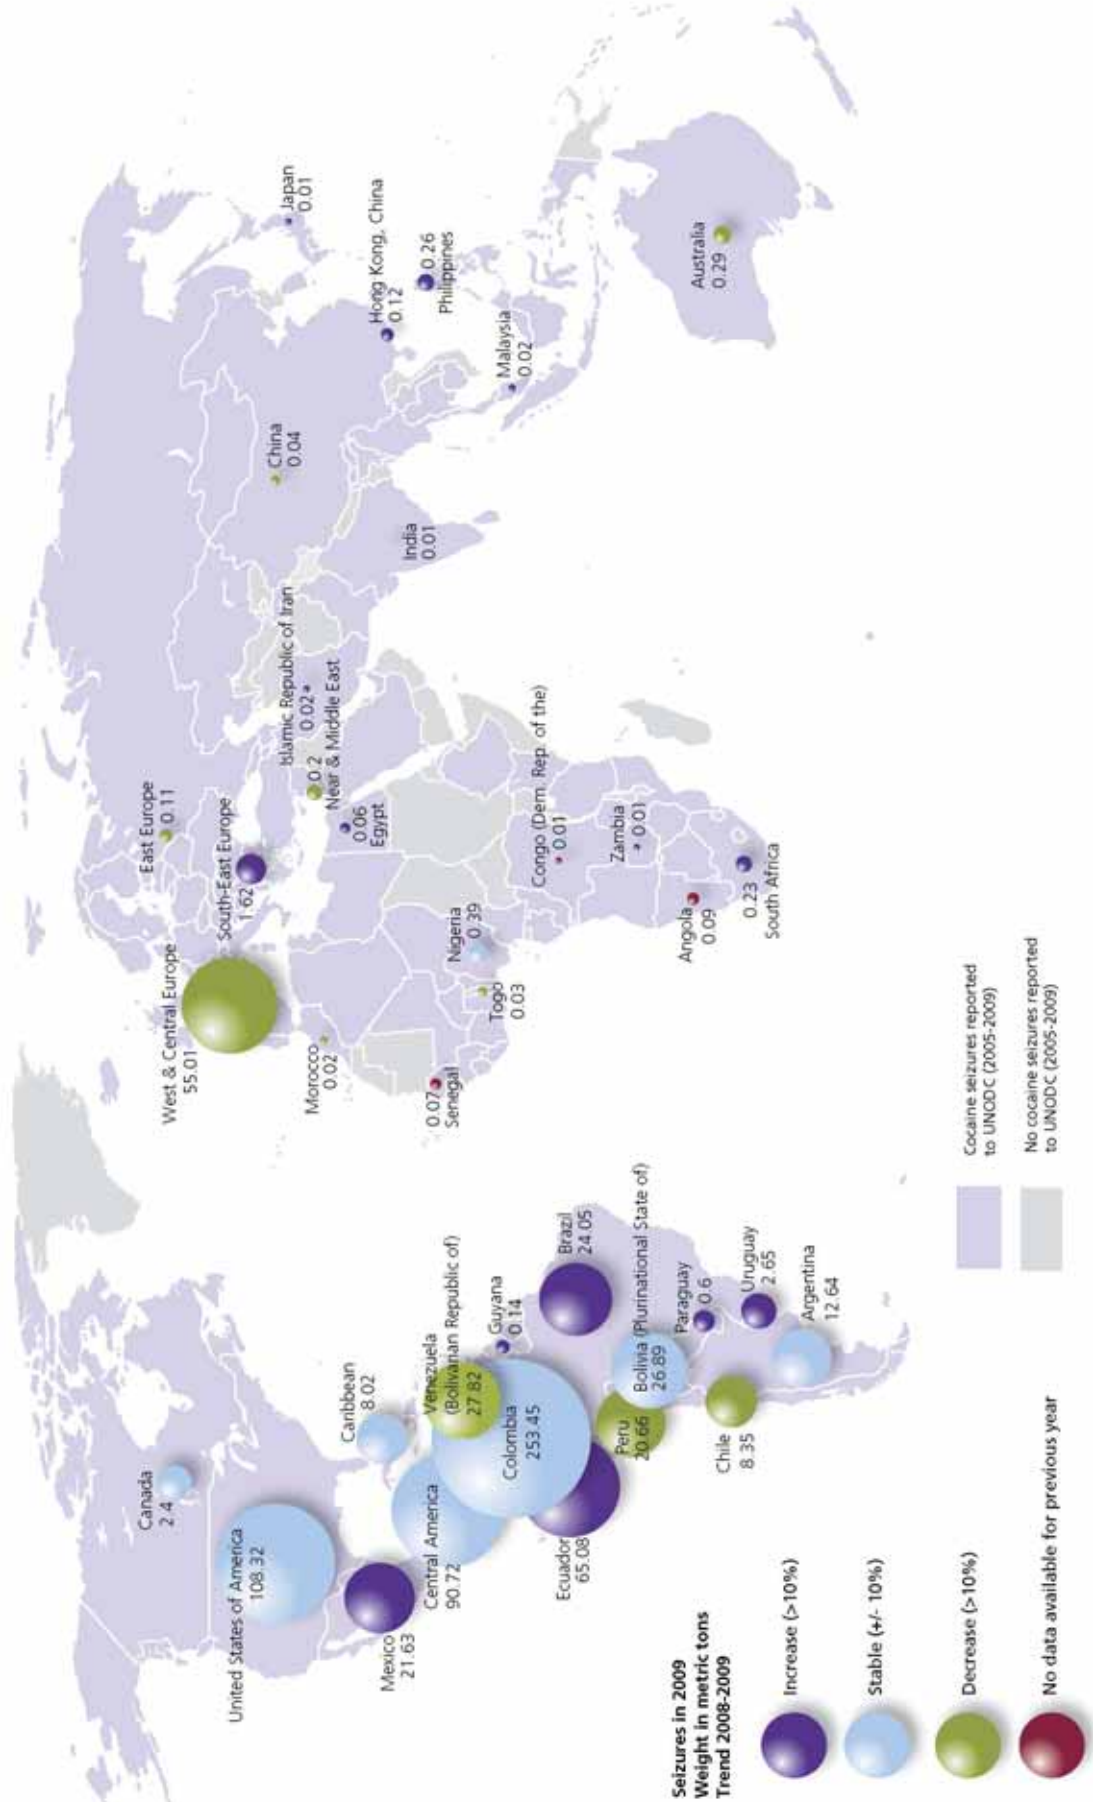 Canada
2.4
United States of America
108.32
Mexico
21.63
Caribbean
8.02
Central America
90.72
Venezuela
(Bolivarian Republic of)
27.82
Guyana
0.14
Colombia
253.45
Ecuador
65.08
Brazil
24.05
Peru
20.66
Bolivia (Plurinational State of)
26.89
Paraguay
0.6
Chile
8.35
Uruguay
2.65
Argentina
12.64
West & Central Europe
55.01
East Europe
0.11
South-East Europe
1.62
Morocco
0.02
0.07
Senegal
Togo
0.03
Nigeria
0.39
0.06
Egypt
0.2
Near & Middle East
Islamic Republic of Iran
0.02
Congo (Dem. Rep. of the)
0.01
Zambia
0.01
Angola
0.09
0.23
South Africa
India
0.01
China
0.04
Japan
0.01
Hong Kong, China
0.12
0.26
Philippines
Malaysia
0.02
Australia
0.29
Seizures in 2009
Weight in metric tons
Trend 2008-2009
Increase (>10%)
Stable (+/- 10%)
Decrease (>10%)
No data available for previous year
Cocaine seizures reported
to UNODC (2005-2009)
No cocaine seizures reported
to UNODC (2005-2009)